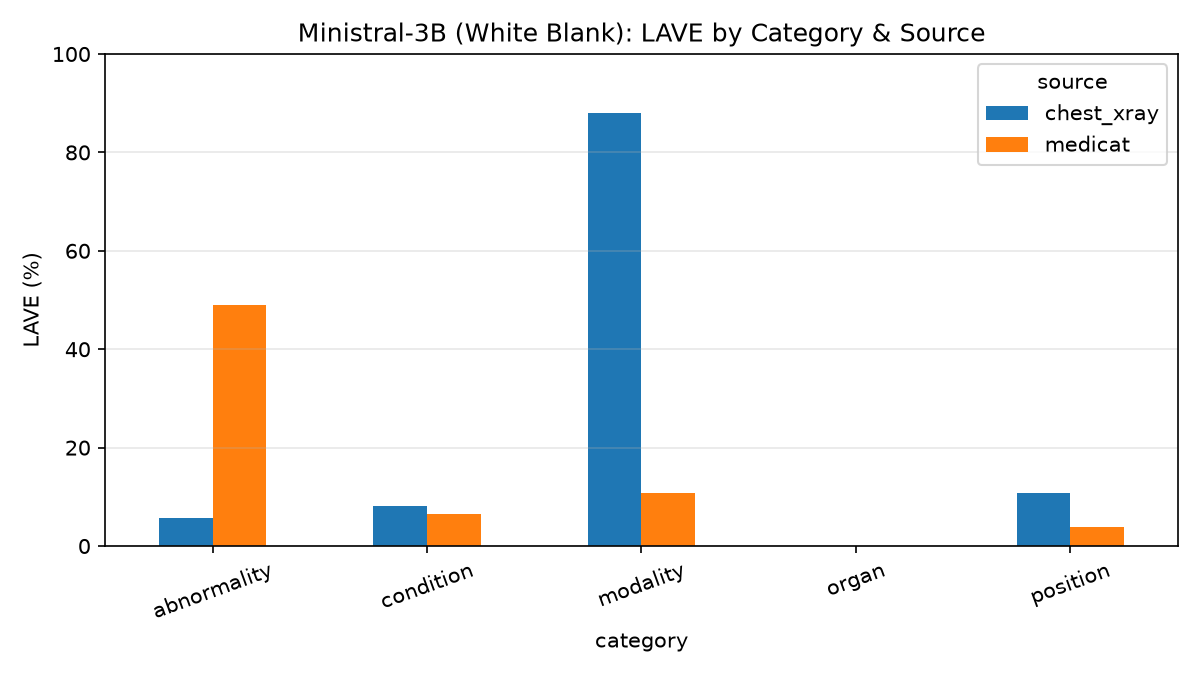 Ministral-3B (White Blank): LAVE by Category & Source
100
80
60
40
20
0
LAVE (%)
source
chest_xray
medicat
abnormality
condition
modality
organ
position
category